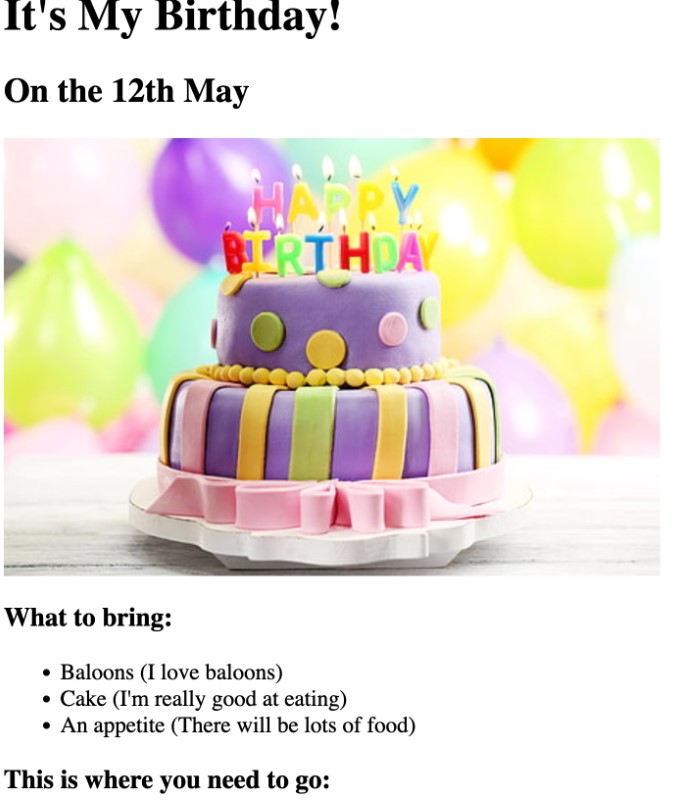 It's My Birthday!
On the 12th May
HAPPY
BIRTHDAY
What to bring:
Baloons (I love baloons)
Cake (I'm really good at eating)
An appetite (There will be lots of food)
This is where you need to go: